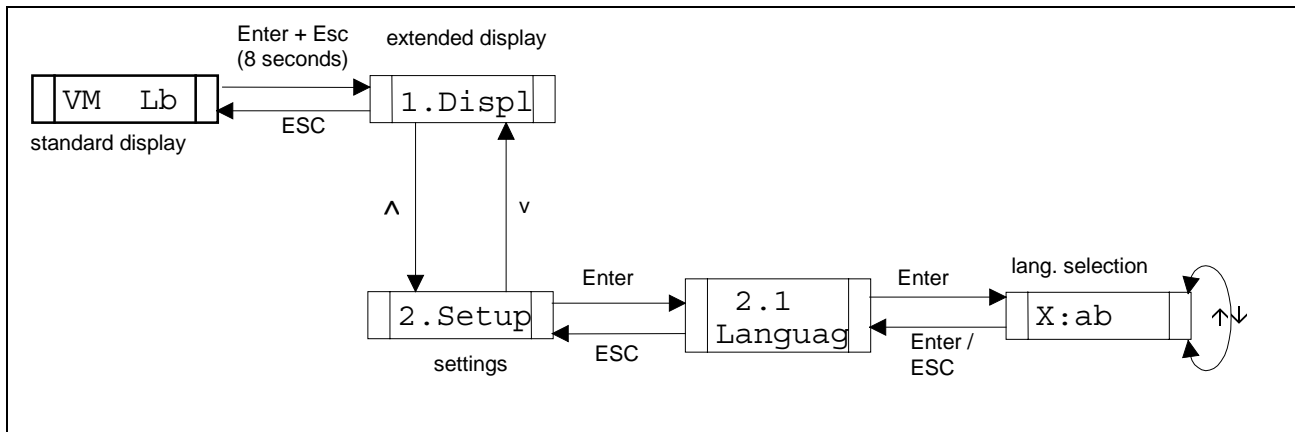 Enter + Esc
(8 seconds)
extended display
VM Lb
1.Displ
ESC
standard display
^
v
2.Setup
settings
Enter
ESC
2.1
Languag
Enter
Enter /
ESC
lang. selection
X:ab
↑↓